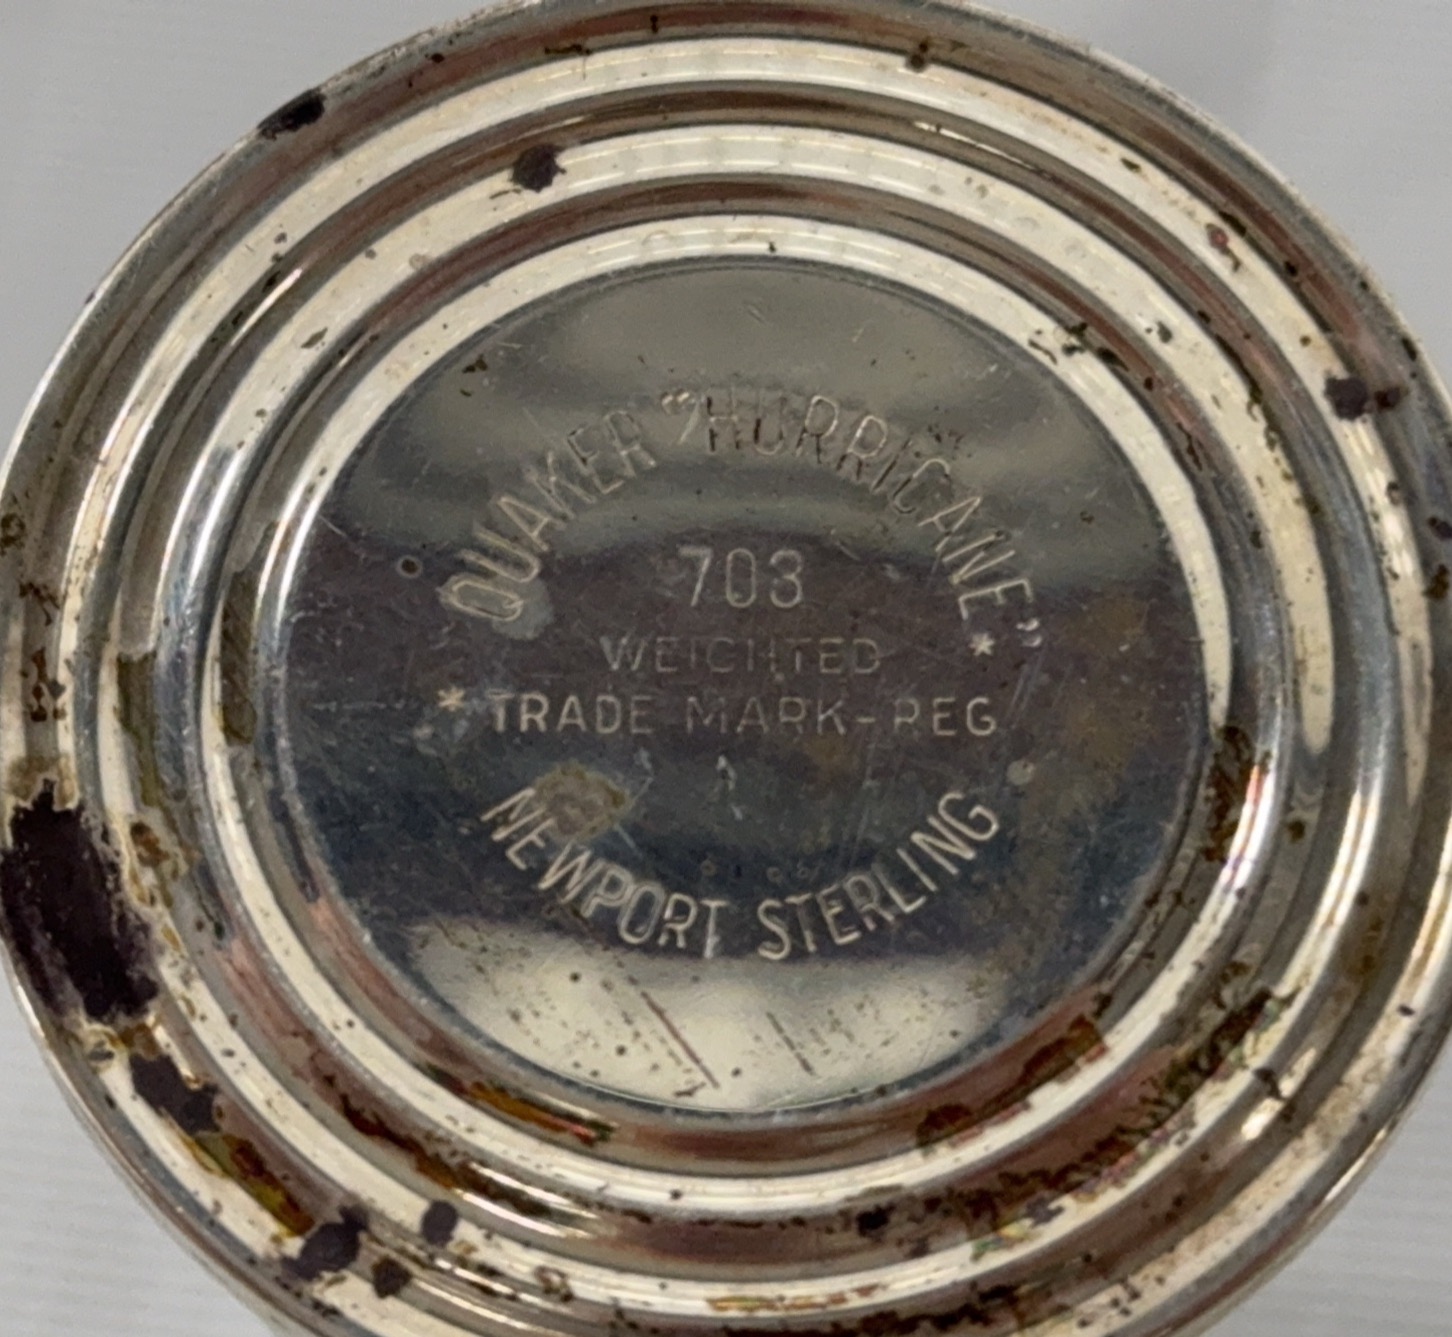 QUAKER "HURRICANE"
703
WEIGHTED
* TRADE MARK-REG *
NEWPORT STERLING